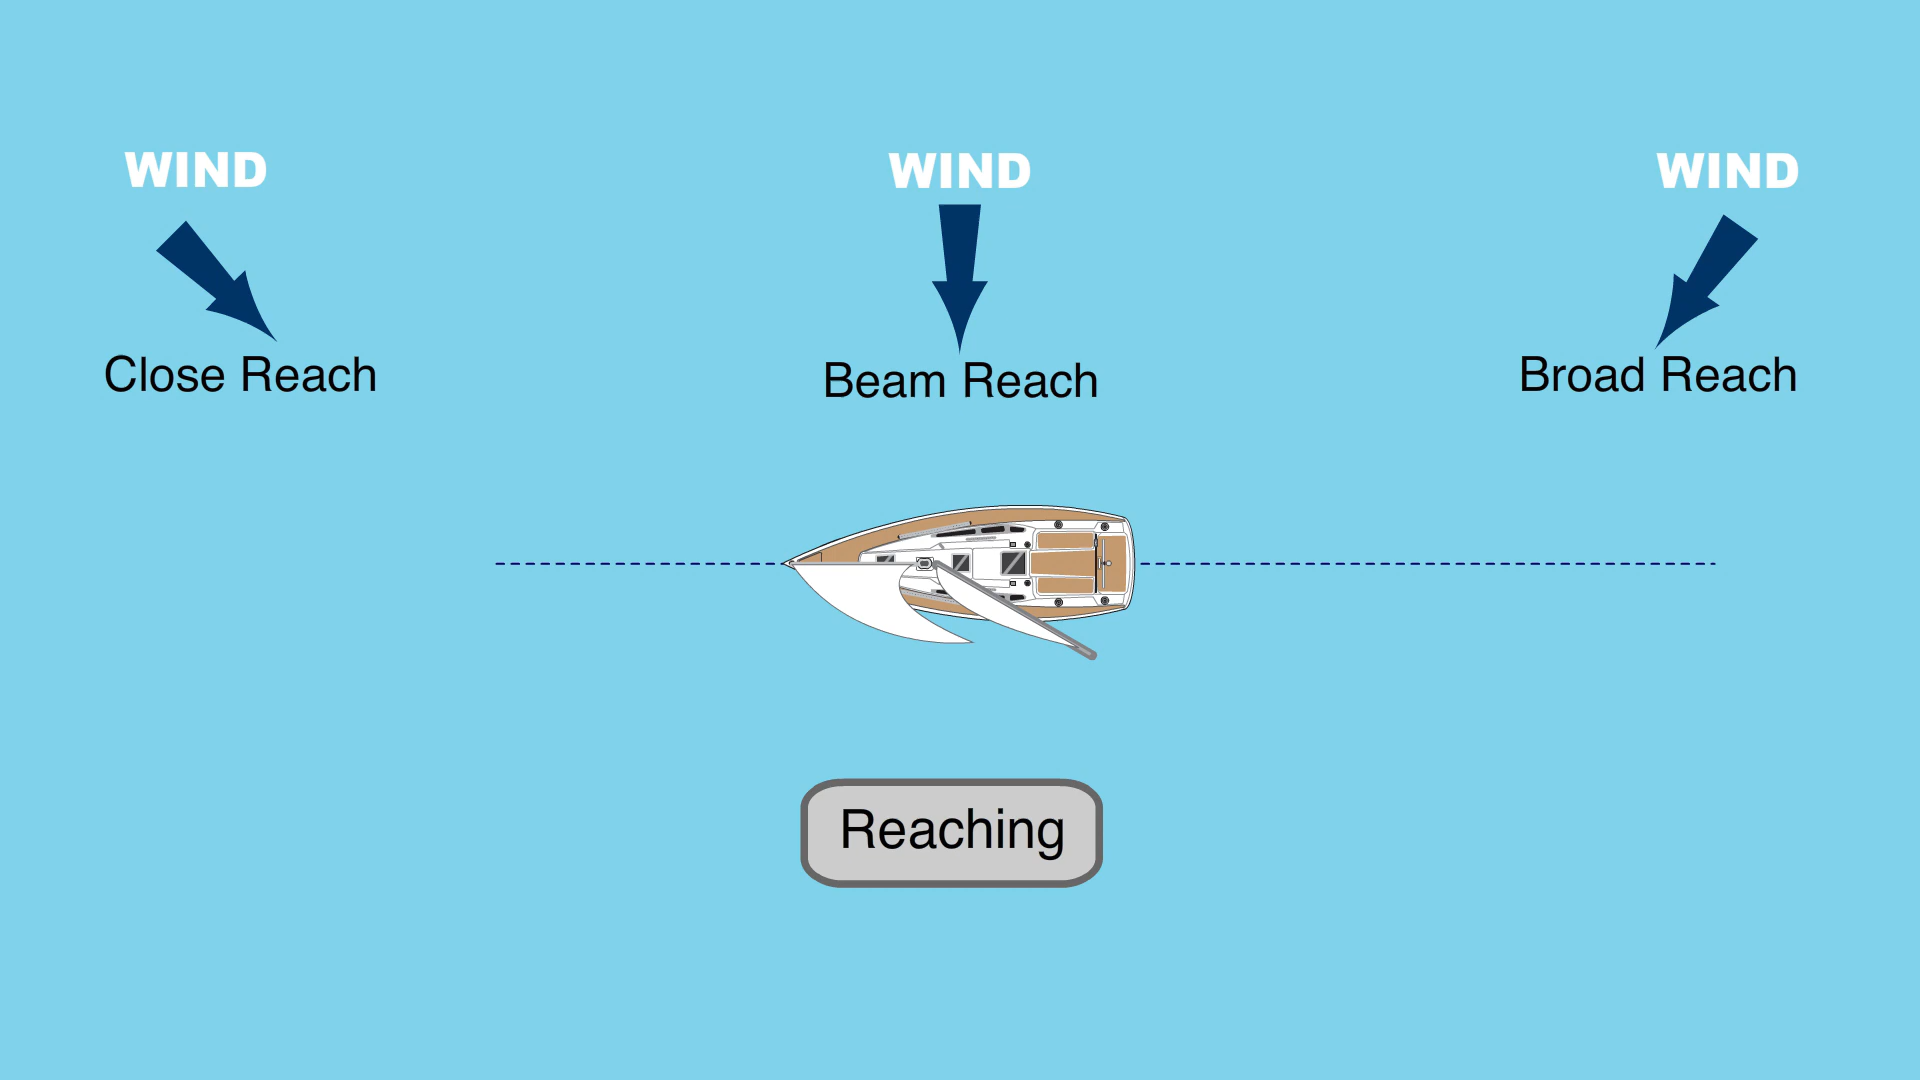 WIND
WIND
WIND
Close Reach
Beam Reach
Broad Reach
Reaching